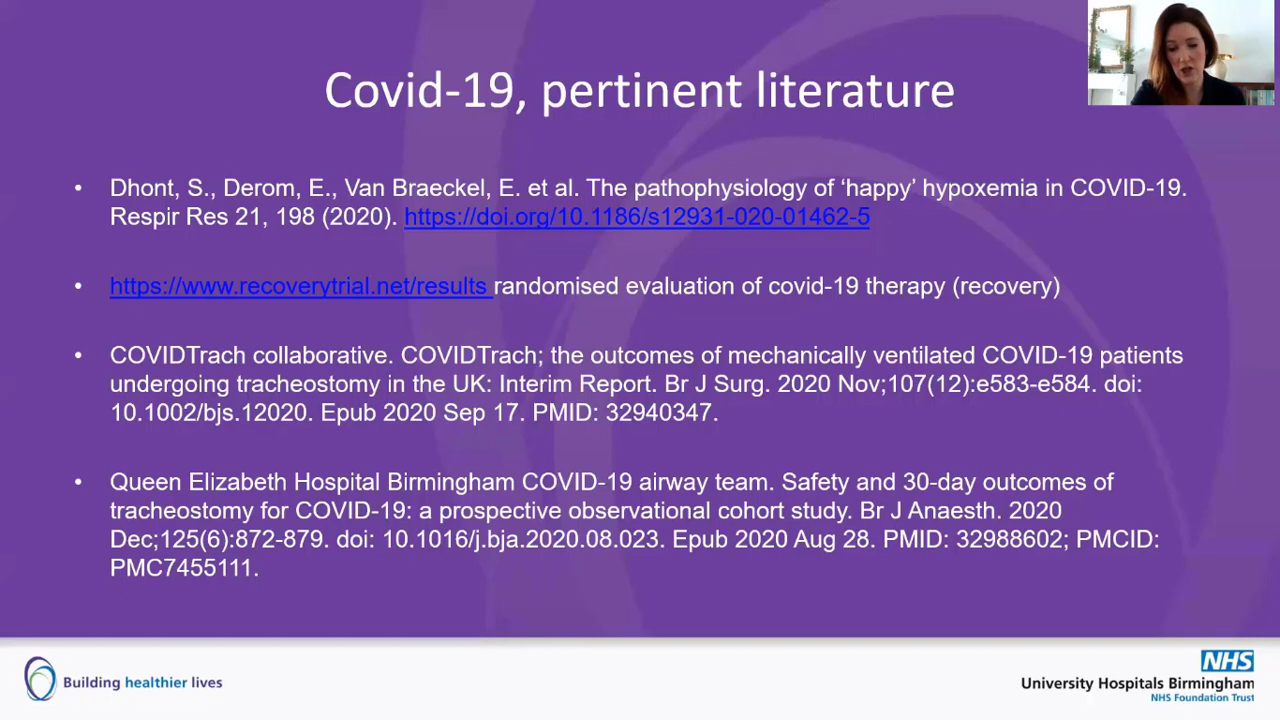 Covid-19, pertinent literature
• Dhont, S., Derom, E., Van Braeckel, E. et al. The pathophysiology of ‘happy’ hypoxemia in COVID-19.
Respir Res 21, 198 (2020). https://doi.org/10.1186/s12931-020-01462-5
• https://www.recoverytrial.net/results randomised evaluation of covid-19 therapy (recovery)
• COVIDTrach collaborative. COVIDTrach; the outcomes of mechanically ventilated COVID-19 patients
undergoing tracheostomy in the UK: Interim Report. Br J Surg. 2020 Nov;107(12):e583-e584. doi:
10.1002/bjs.12020. Epub 2020 Sep 17. PMID: 32940347.
• Queen Elizabeth Hospital Birmingham COVID-19 airway team. Safety and 30-day outcomes of
tracheostomy for COVID-19: a prospective observational cohort study. Br J Anaesth. 2020
Dec;125(6):872-879. doi: 10.1016/j.bja.2020.08.023. Epub 2020 Aug 28. PMID: 32988602; PMCID:
PMC7455111.
Building healthier lives
NHS
University Hospitals Birmingham
NHS Foundation Trust